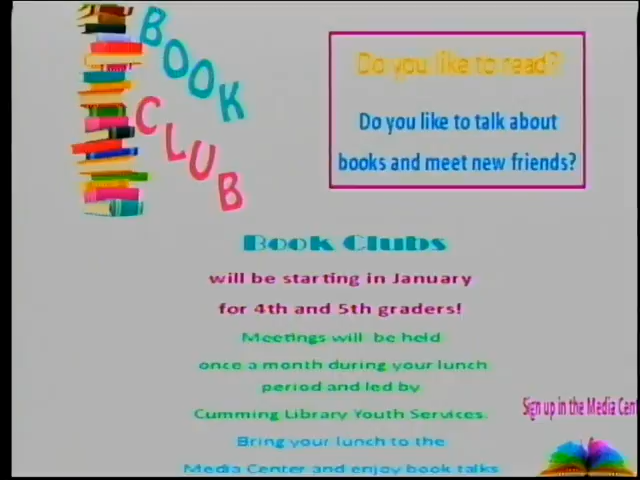 BOOK
CLUB
Do you like to read?
Do you like to talk about
books and meet new friends?
Book Clubs
will be starting in January
for 4th and 5th graders!
Meetings will be held
once a month during your lunch
period and led by
Cumming Library Youth Services.
Bring your lunch to the
Media Center and enjoy book talks
Sign up in the Media Cent